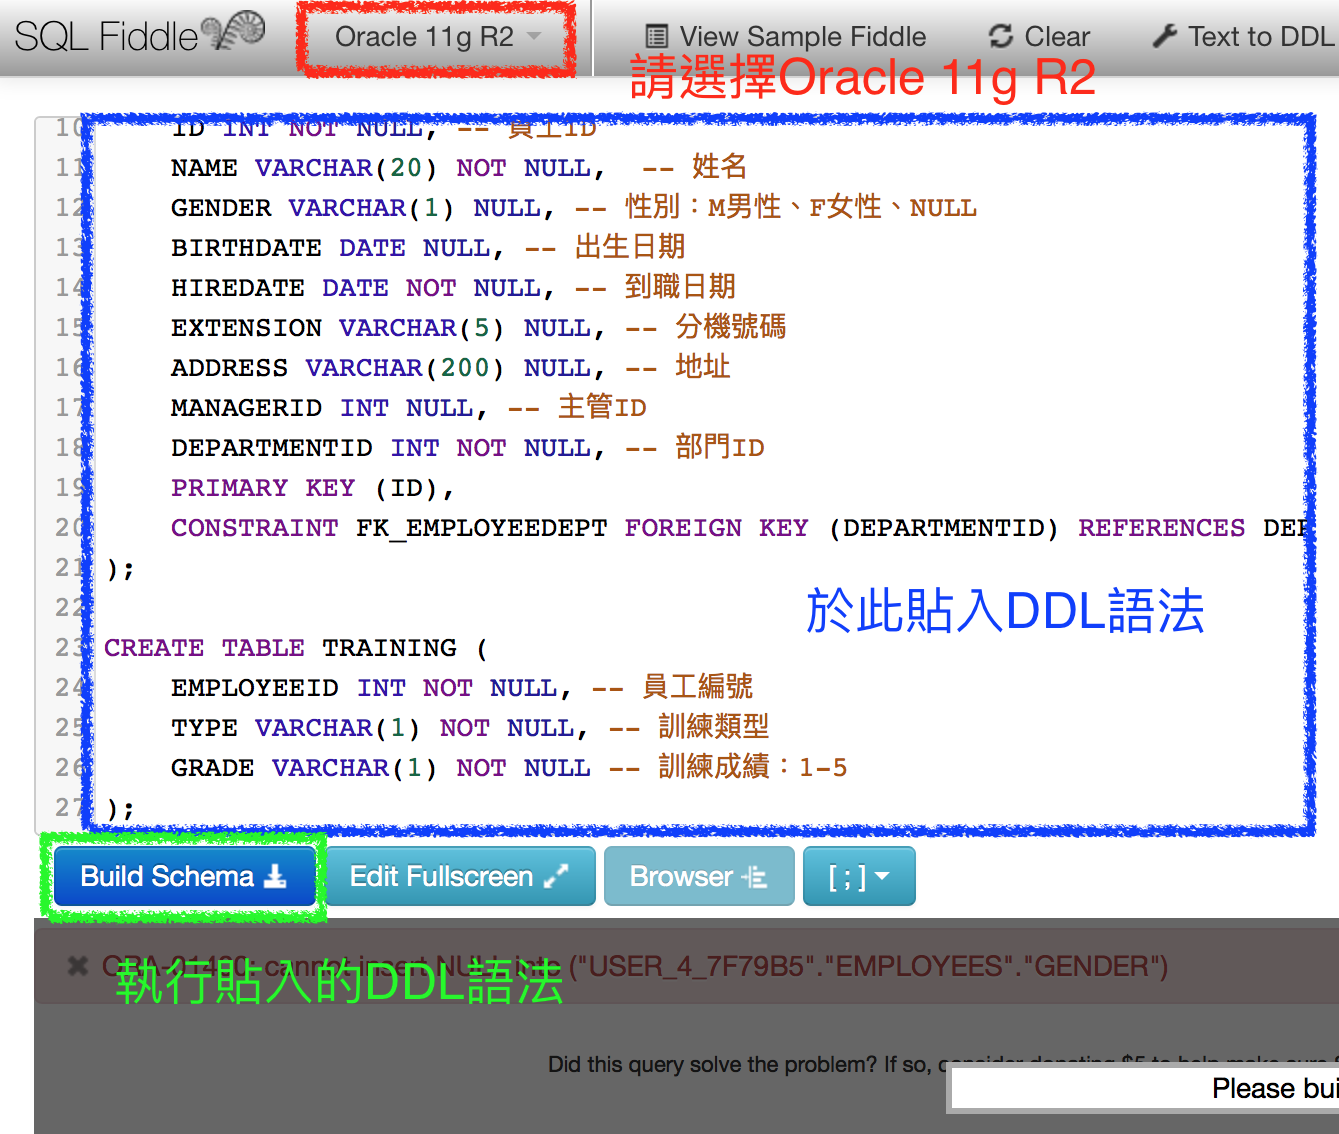 SQL Fiddle
Oracle 11g R2
View Sample Fiddle
Clear
Text to DDL
請選擇Oracle 11g R2
10 ID INT NOT NULL, -- 員工ID
11 NAME VARCHAR(20) NOT NULL,  -- 姓名
12 GENDER VARCHAR(1) NULL, -- 性別：M男性、F女性、NULL
13 BIRTHDATE DATE NULL, -- 出生日期
14 HIREDATE DATE NOT NULL, -- 到職日期
15 EXTENSION VARCHAR(5) NULL, -- 分機號碼
16 ADDRESS VARCHAR(200) NULL, -- 地址
17 MANAGERID INT NULL, -- 主管ID
18 DEPARTMENTID INT NOT NULL, -- 部門ID
19 PRIMARY KEY (ID),
20 CONSTRAINT FK_EMPLOYEEDEPT FOREIGN KEY (DEPARTMENTID) REFERENCES DEP
21 );
22
於此貼入DDL語法
23 CREATE TABLE TRAINING (
24 EMPLOYEEID INT NOT NULL, -- 員工編號
25 TYPE VARCHAR(1) NOT NULL, -- 訓練類型
26 GRADE VARCHAR(1) NOT NULL -- 訓練成績：1-5
27 );
Build Schema
Edit Fullscreen
Browser
[ ; ]
ORA-01400: cannot insert NULL into ("USER_4_7F79B5"."EMPLOYEES"."GENDER")
執行貼入的DDL語法
Did this query solve the problem? If so, consider donating $5 to help make sure
Please bui